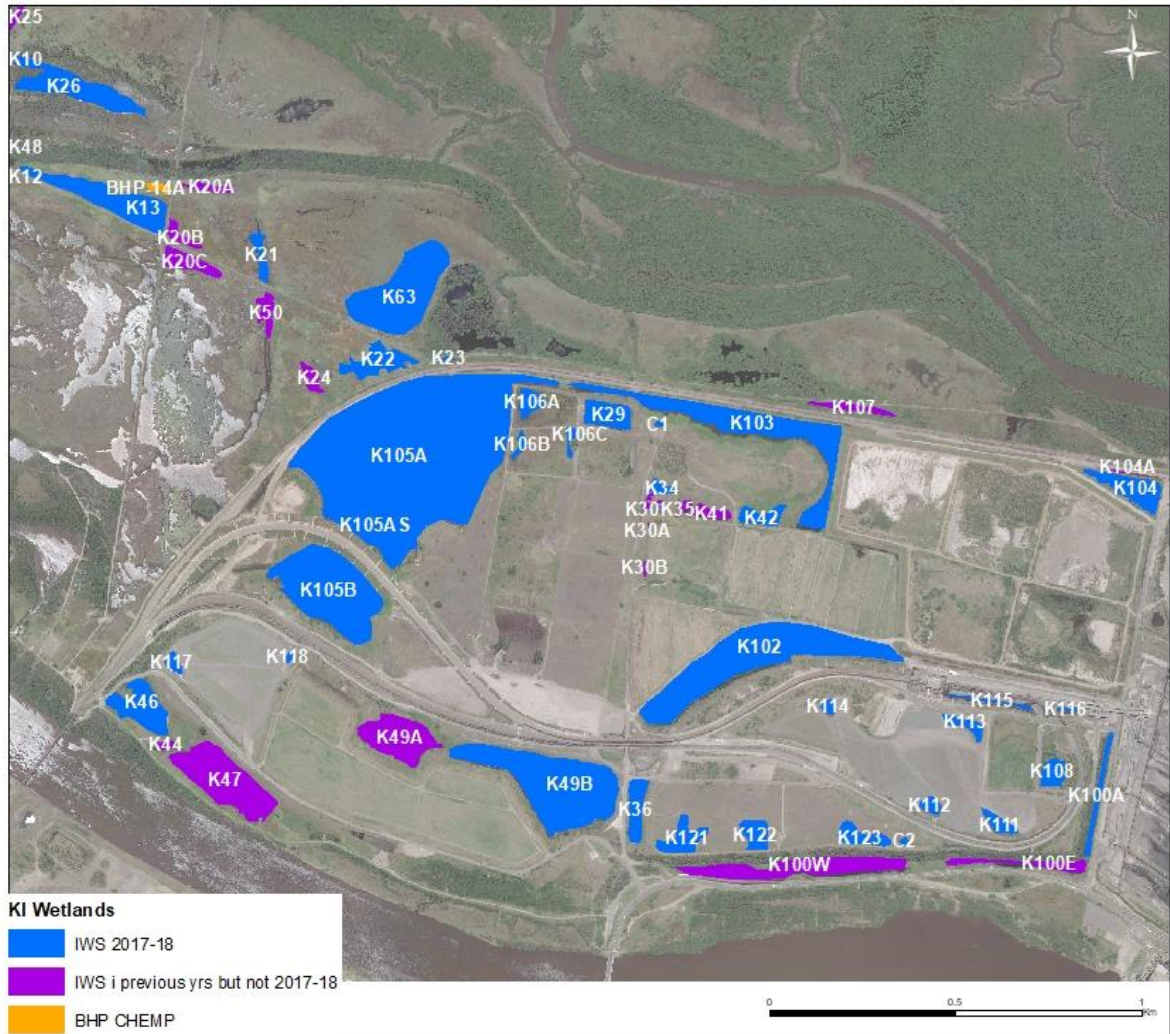 K25
N
K10
K26
K48
K12
BHP 14A K20A
K13
K20B
K20C
K21
K63
K50
K22
K23
K24
K106A
K29
C1
K103
K107
K106B
K106C
K105A
K104A
K104
K34
K30 K35 K41
K42
K105A S
K30A
K30B
K105B
K102
K117
K118
K46
K114
K115
K116
K113
K44
K49A
K47
K49B
K108
K100A
K36
K112
K111
K121
K122
K123
C2
K100W
K100E
KI Wetlands
IWS 2017-18
IWS i previous yrs but not 2017-18
BHP CHEMP
0 0.5 1
Km